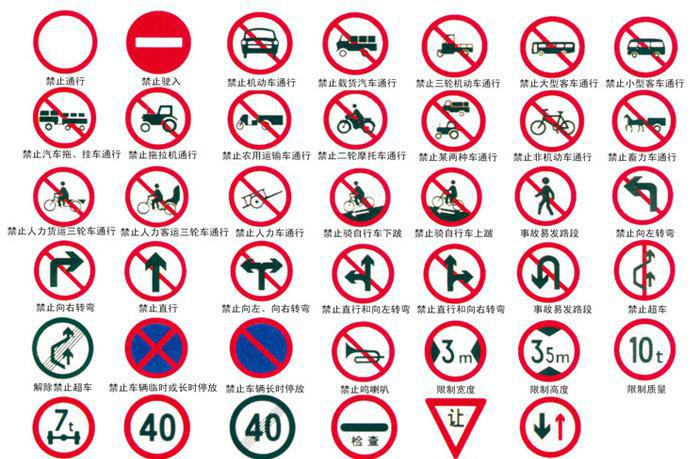 禁止通行 禁止驶入 禁止机动车通行 禁止载货汽车通行 禁止三轮机动车通行 禁止大型客车通行 禁止小型客车通行
禁止汽车拖、挂车通行 禁止拖拉机通行 禁止农用运输车通行 禁止二轮摩托车通行 禁止某两种车通行 禁止非机动车通行 禁止畜力车通行
禁止人力货运三轮车通行 禁止人力客运三轮车通行 禁止人力车通行 禁止骑自行车下跛 禁止骑自行车上跛 事故易发路段 禁止向左转弯
禁止向右转弯 禁止直行 禁止向左、向右转弯 禁止直行和向左转弯 禁止直行和向右转弯 事故易发路段 禁止超车
3m 3.5m 10t
解除禁止超车 禁止车辆临时或长时停放 禁止车辆长时停放 禁止鸣喇叭 限制宽度 限制高度 限制质量
7t 40 40 检查 让